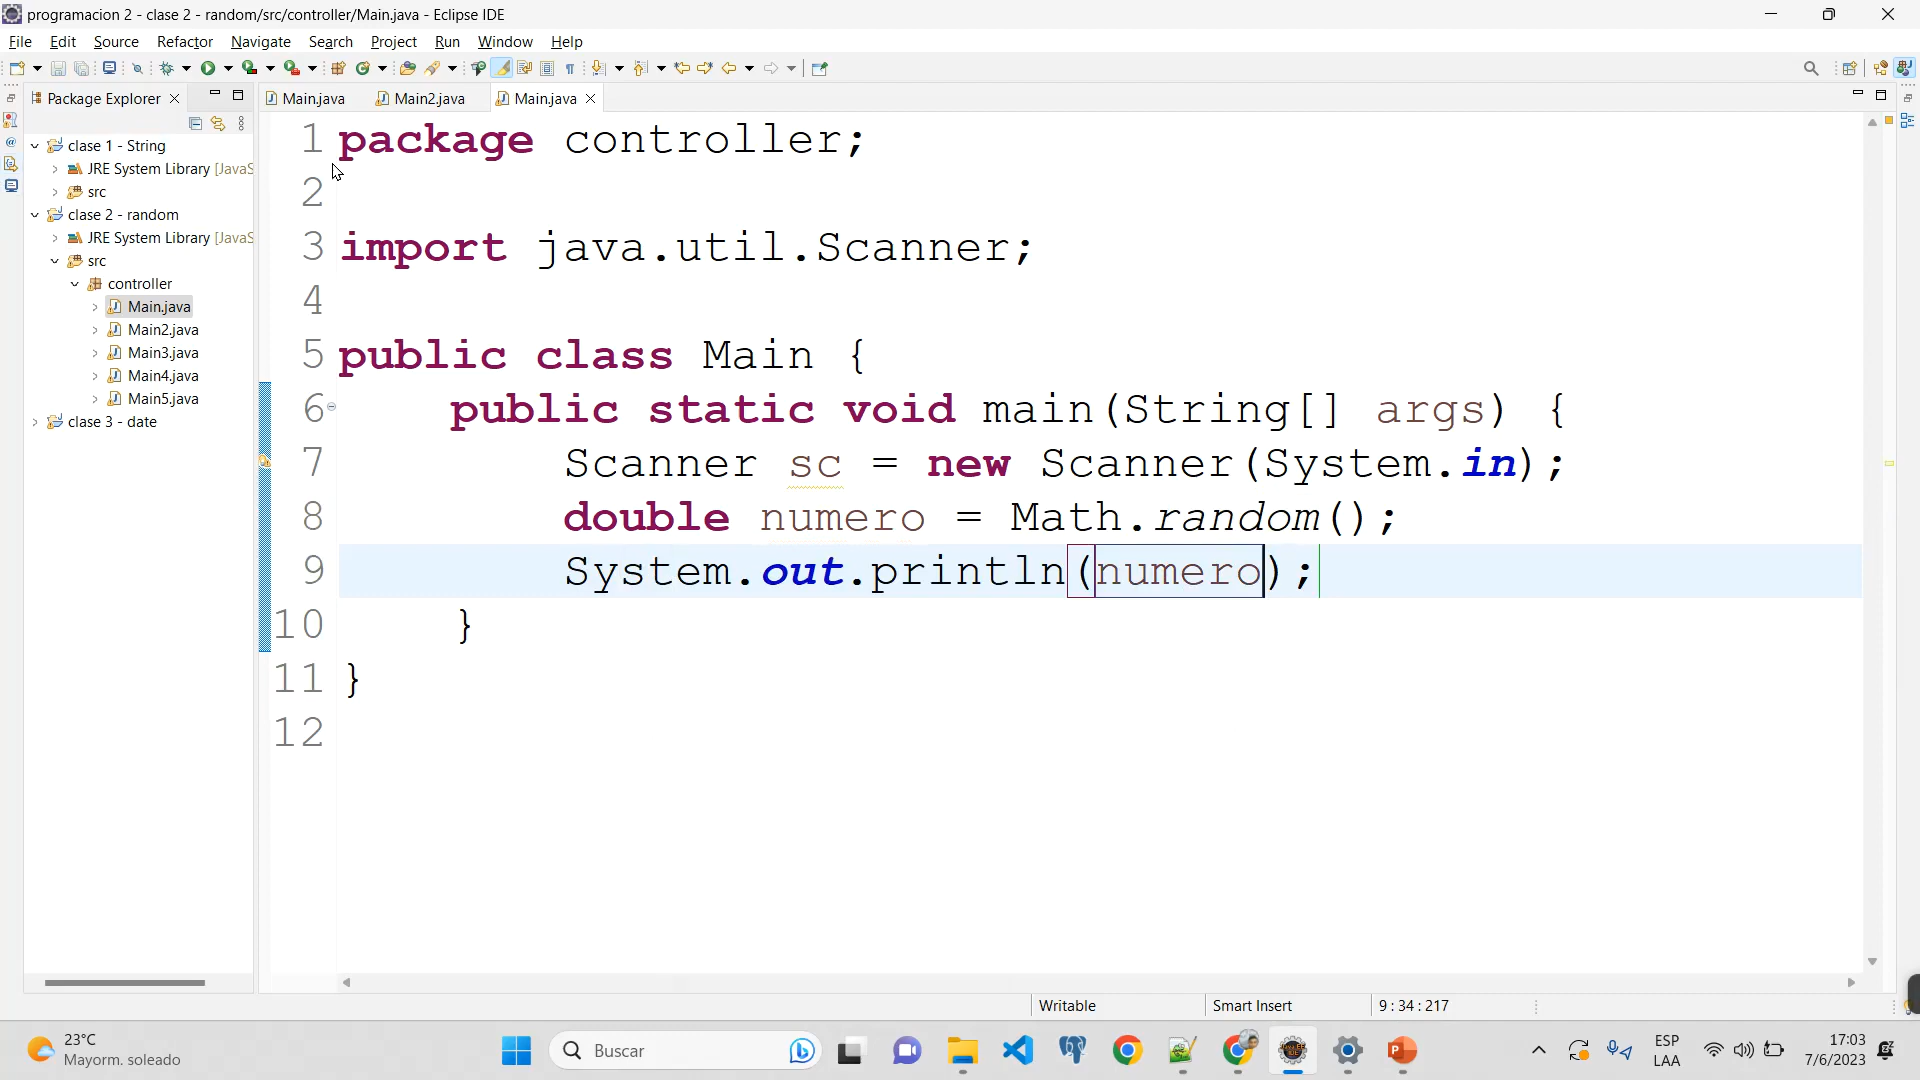 programacion 2 - clase 2 - random/src/controller/Main.java - Eclipse IDE
File Edit Source Refactor Navigate Search Project Run Window Help
Package Explorer
Main.java Main2.java Main.java
clase 1 - String
JRE System Library [JavaS
src
clase 2 - random
JRE System Library [JavaS
src
controller
Main.java
Main2.java
Main3.java
Main4.java
Main5.java
clase 3 - date
1 package controller;
2
3 import java.util.Scanner;
4
5 public class Main {
6 public static void main(String[] args) {
7 Scanner sc = new Scanner(System.in);
8 double numero = Math.random();
9 System.out.println(numero);
10 }
11 }
12
Writable Smart Insert 9 : 34 : 217
23°C
Mayorm. soleado
Buscar
ESP
LAA
17:03
7/6/2023